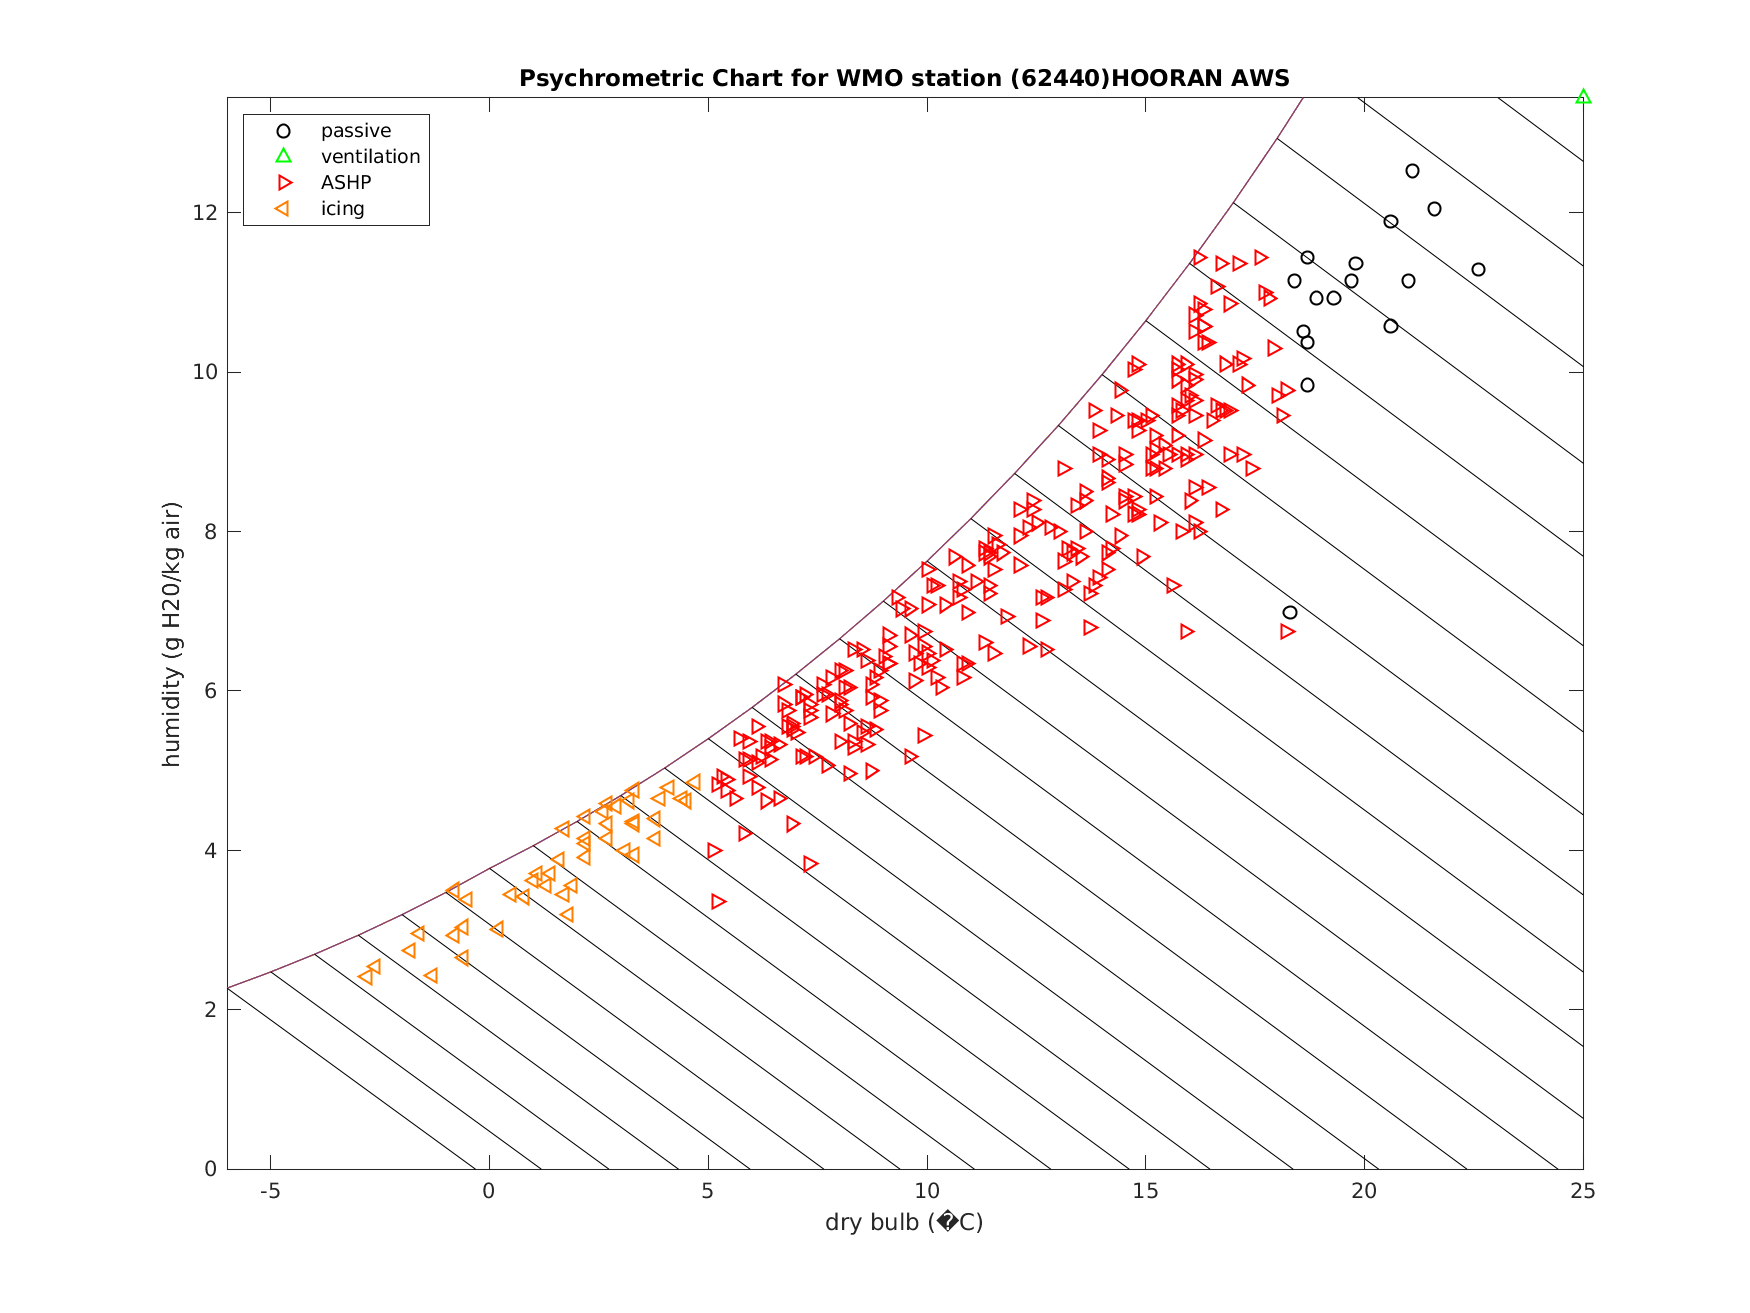 Psychrometric Chart for WMO station (62440)HOORAN AWS
passive
ventilation
ASHP
icing
12
10
8
6
4
2
0
humidity (g H20/kg air)
-5 0 5 10 15 20 25
dry bulb (�C)